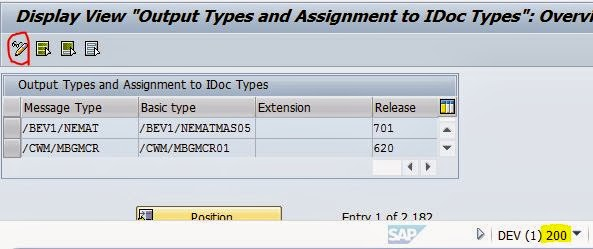 Display View "Output Types and Assignment to IDoc Types": Overvi
Output Types and Assignment to IDoc Types
Message Type Basic type Extension Release
/BEV1/NEMAT /BEV1/NEMATMAS05 701
/CWM/MBGMCR /CWM/MBGMCR01 620
Position Entry 1 of 2.182
SAP DEV (1) 200